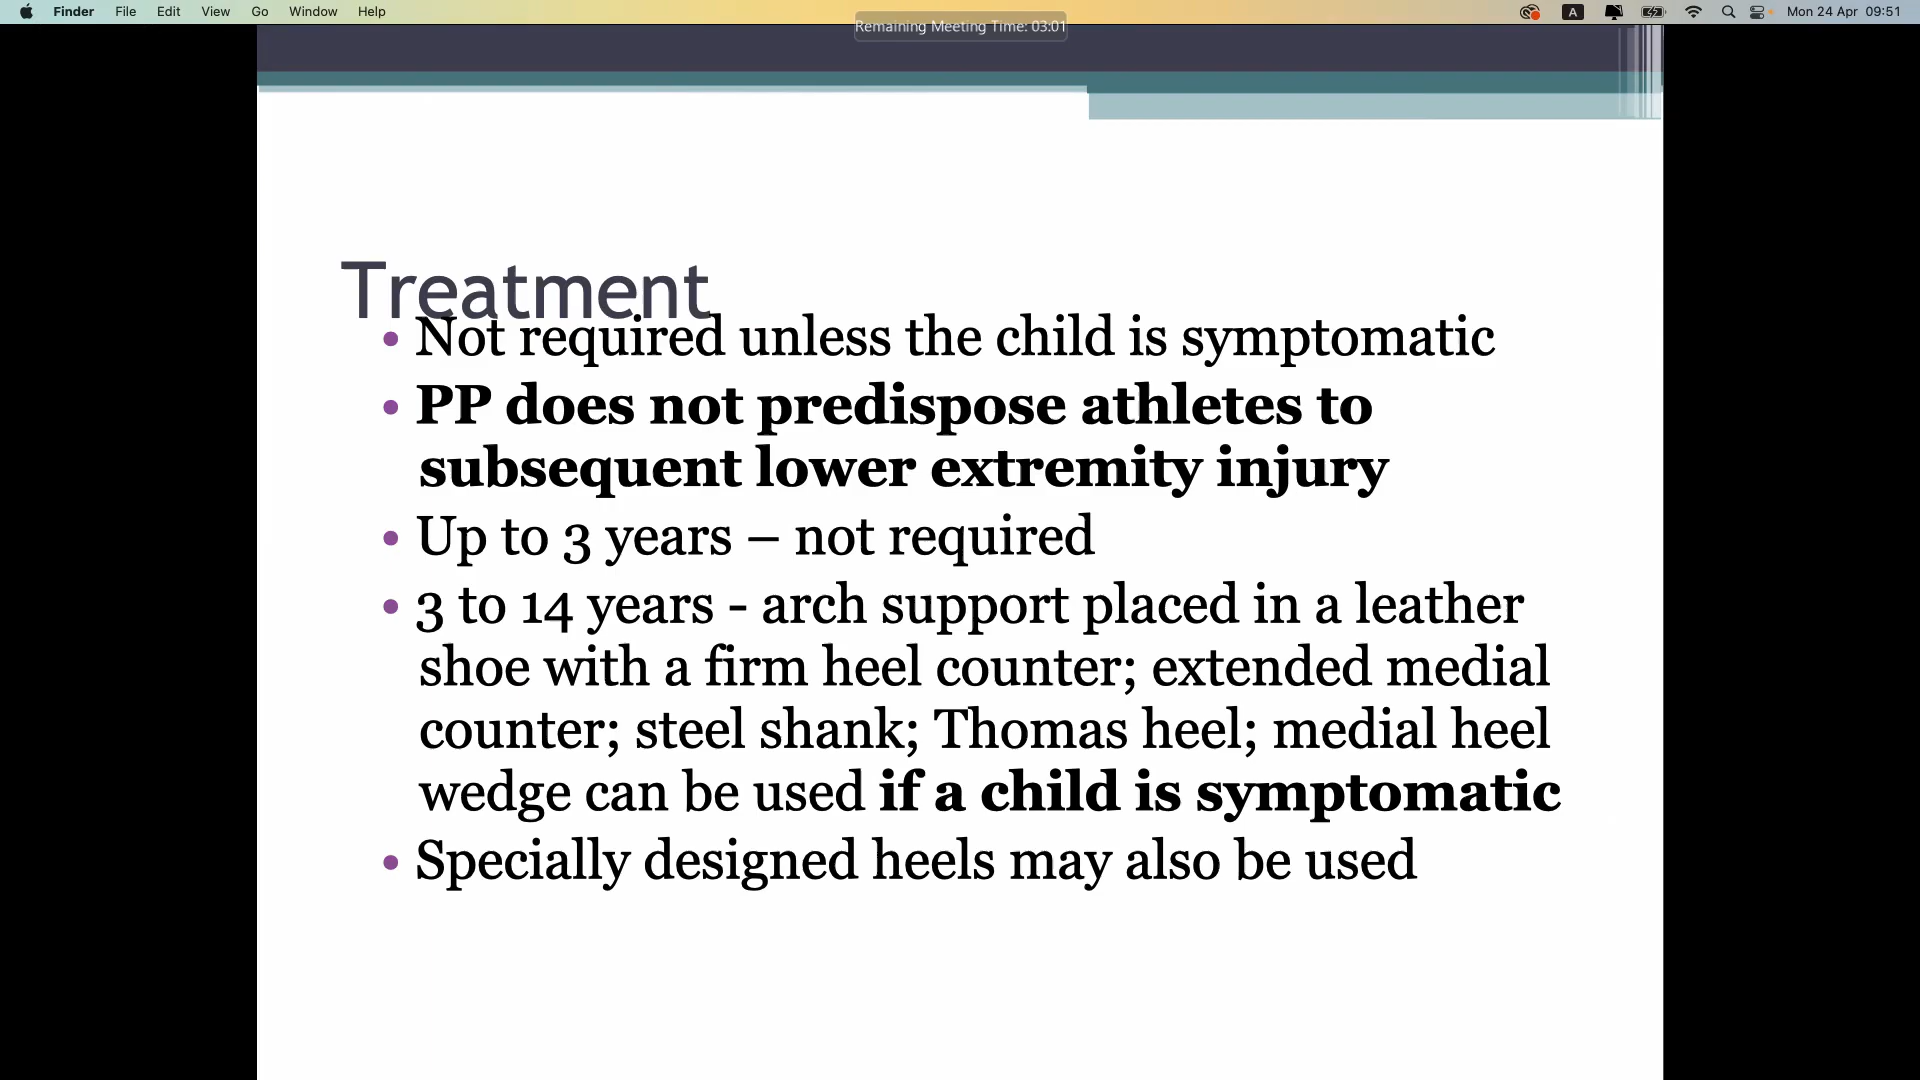 Finder File Edit View Go Window Help
A
Mon 24 Apr 09:51
Remaining Meeting Time: 03:01
Treatment
• Not required unless the child is symptomatic
• PP does not predispose athletes to
subsequent lower extremity injury
• Up to 3 years – not required
• 3 to 14 years - arch support placed in a leather
shoe with a firm heel counter; extended medial
counter; steel shank; Thomas heel; medial heel
wedge can be used if a child is symptomatic
• Specially designed heels may also be used